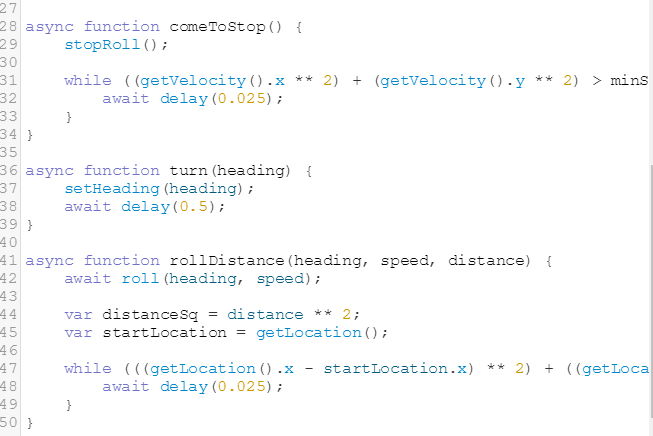 27
28 async function comeToStop() {
29     stopRoll();
30
31     while ((getVelocity().x ** 2) + (getVelocity().y ** 2) > minS
32         await delay(0.025);
33     }
34 }
35
36 async function turn(heading) {
37     setHeading(heading);
38     await delay(0.5);
39 }
40
41 async function rollDistance(heading, speed, distance) {
42     await roll(heading, speed);
43
44     var distanceSq = distance ** 2;
45     var startLocation = getLocation();
46
47     while (((getLocation().x - startLocation.x) ** 2) + ((getLoca
48         await delay(0.025);
49     }
50 }